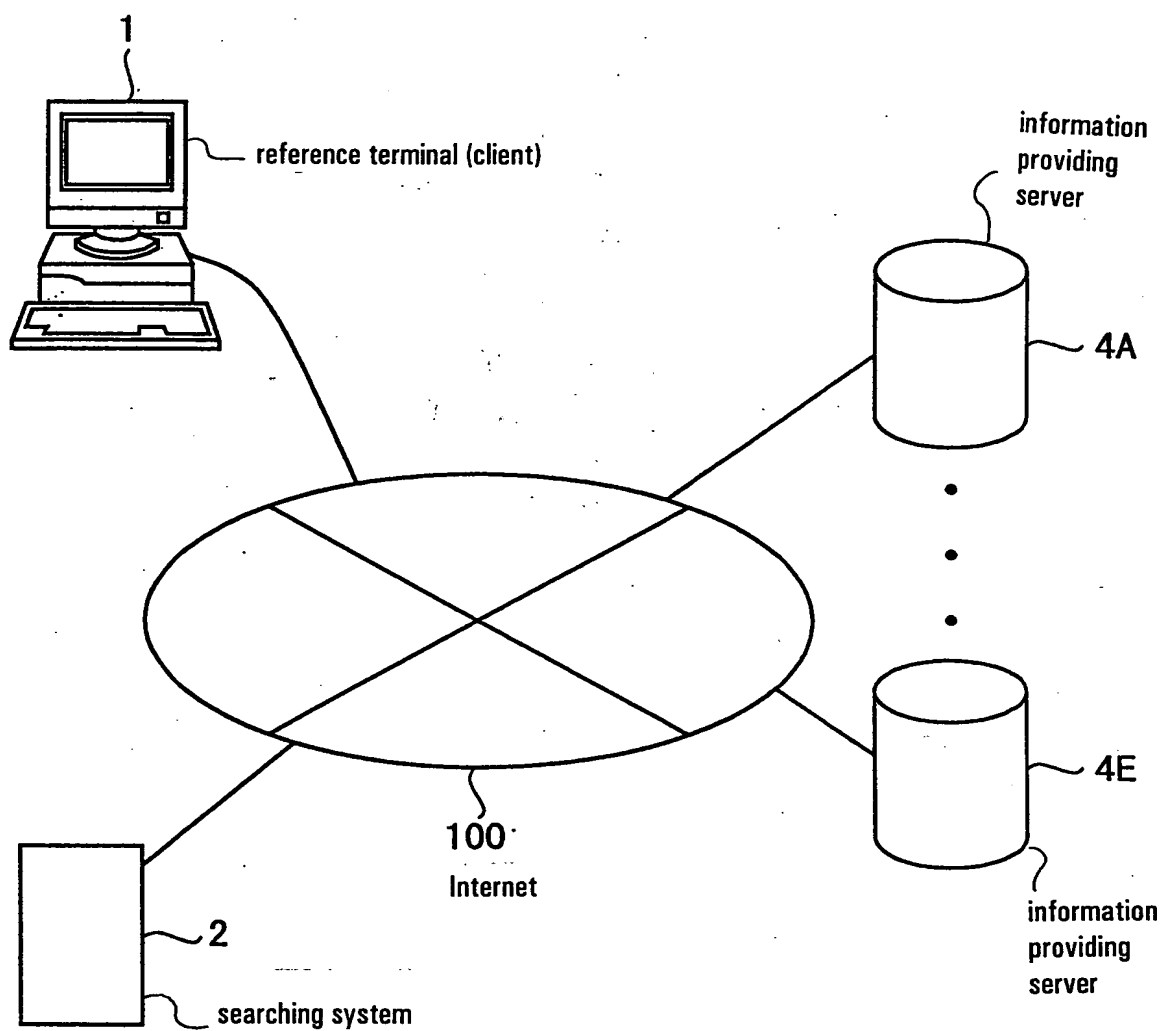 1
reference terminal (client)
information
providing
server
4A
4E
100
Internet
2
information
providing
server
searching system